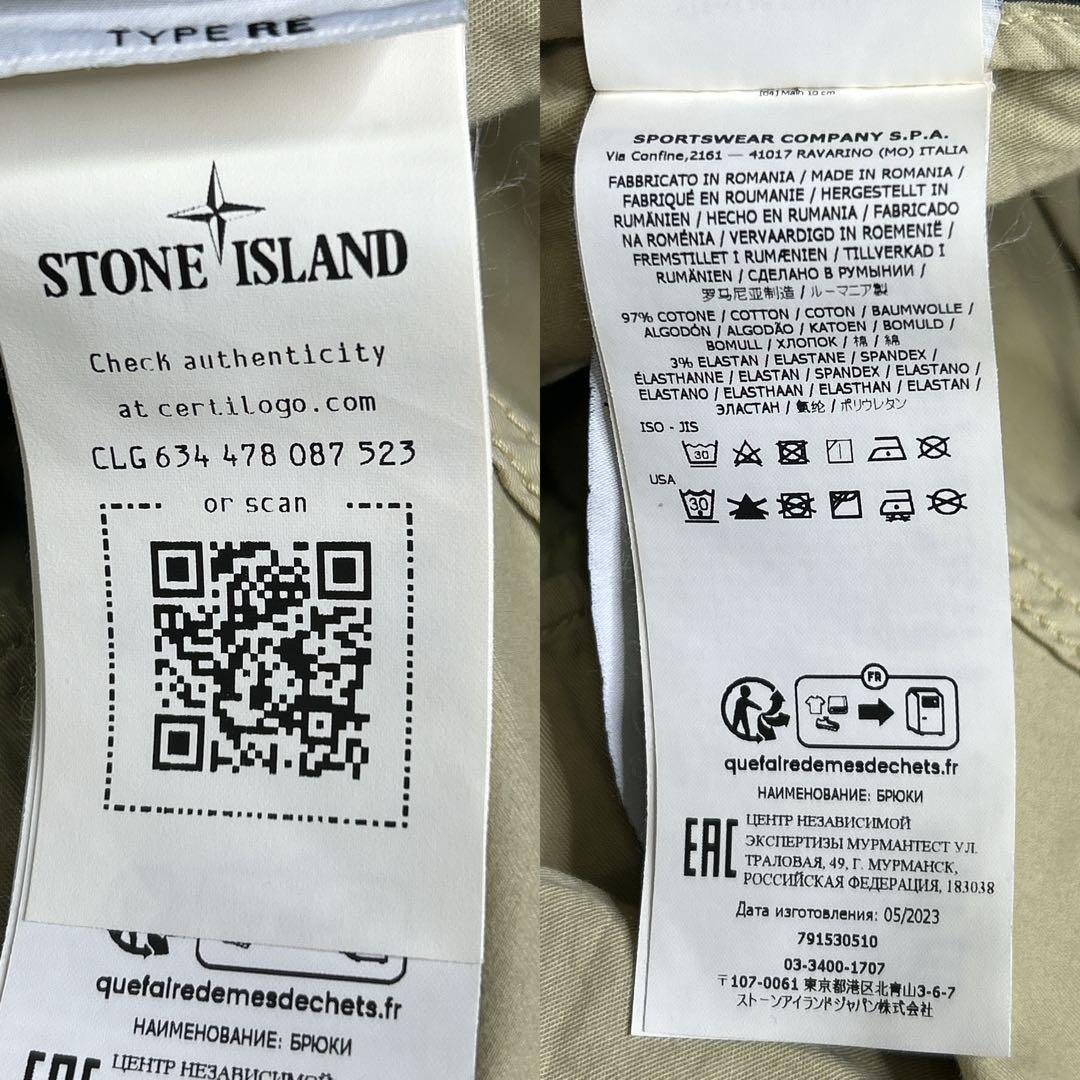 TYPE RE
STONE ISLAND
Check authenticity
at certilogo.com
CLG 634 478 087 523
or scan
quefairedemesdechets.fr
НАИМЕНОВАНИЕ: БРЮКИ
EAC
ЦЕНТР НЕЗАВИСИМОЙ
[04] Main 10 cm
SPORTSWEAR COMPANY S.P.A.
Via Confine,2161 — 41017 RAVARINO (MO) ITALIA
FABBRICATO IN ROMANIA / MADE IN ROMANIA /
FABRIQUÉ EN ROUMANIE / HERGESTELLT IN
RUMÄNIEN / HECHO EN RUMANIA / FABRICADO
NA ROMÉNIA / VERVAARDIGD IN ROEMENIË /
FREMSTILLET I RUMÆNIEN / TILLVERKAD I
RUMÄNIEN / СДЕЛАНО В РУМЫНИИ /
罗马尼亚制造 / ルーマニア製
97% COTONE / COTTON / COTON / BAUMWOLLE /
ALGODÓN / ALGODÃO / KATOEN / BOMULD /
BOMULL / ХЛОПОК / 棉 / 綿
3% ELASTAN / ELASTANE / SPANDEX /
ÉLASTHANNE / ELASTAN / SPANDEX / ELASTANO /
ELASTANO / ELASTHAAN / ELASTHAN / ELASTAN /
ЭЛАСТАН / 氨纶 / ポリウレタン
ISO - JIS
30
USA
30
FR
quefairedemesdechets.fr
НАИМЕНОВАНИЕ: БРЮКИ
EAC
ЦЕНТР НЕЗАВИСИМОЙ
ЭКСПЕРТИЗЫ МУРМАНТЕСТ УЛ.
ТРАЛОВАЯ, 49, Г. МУРМАНСК,
РОССИЙСКАЯ ФЕДЕРАЦИЯ, 183038
Дата изготовления: 05/2023
791530510
03-3400-1707
〒107-0061 東京都港区北青山3-6-7
ストーンアイランドジャパン株式会社